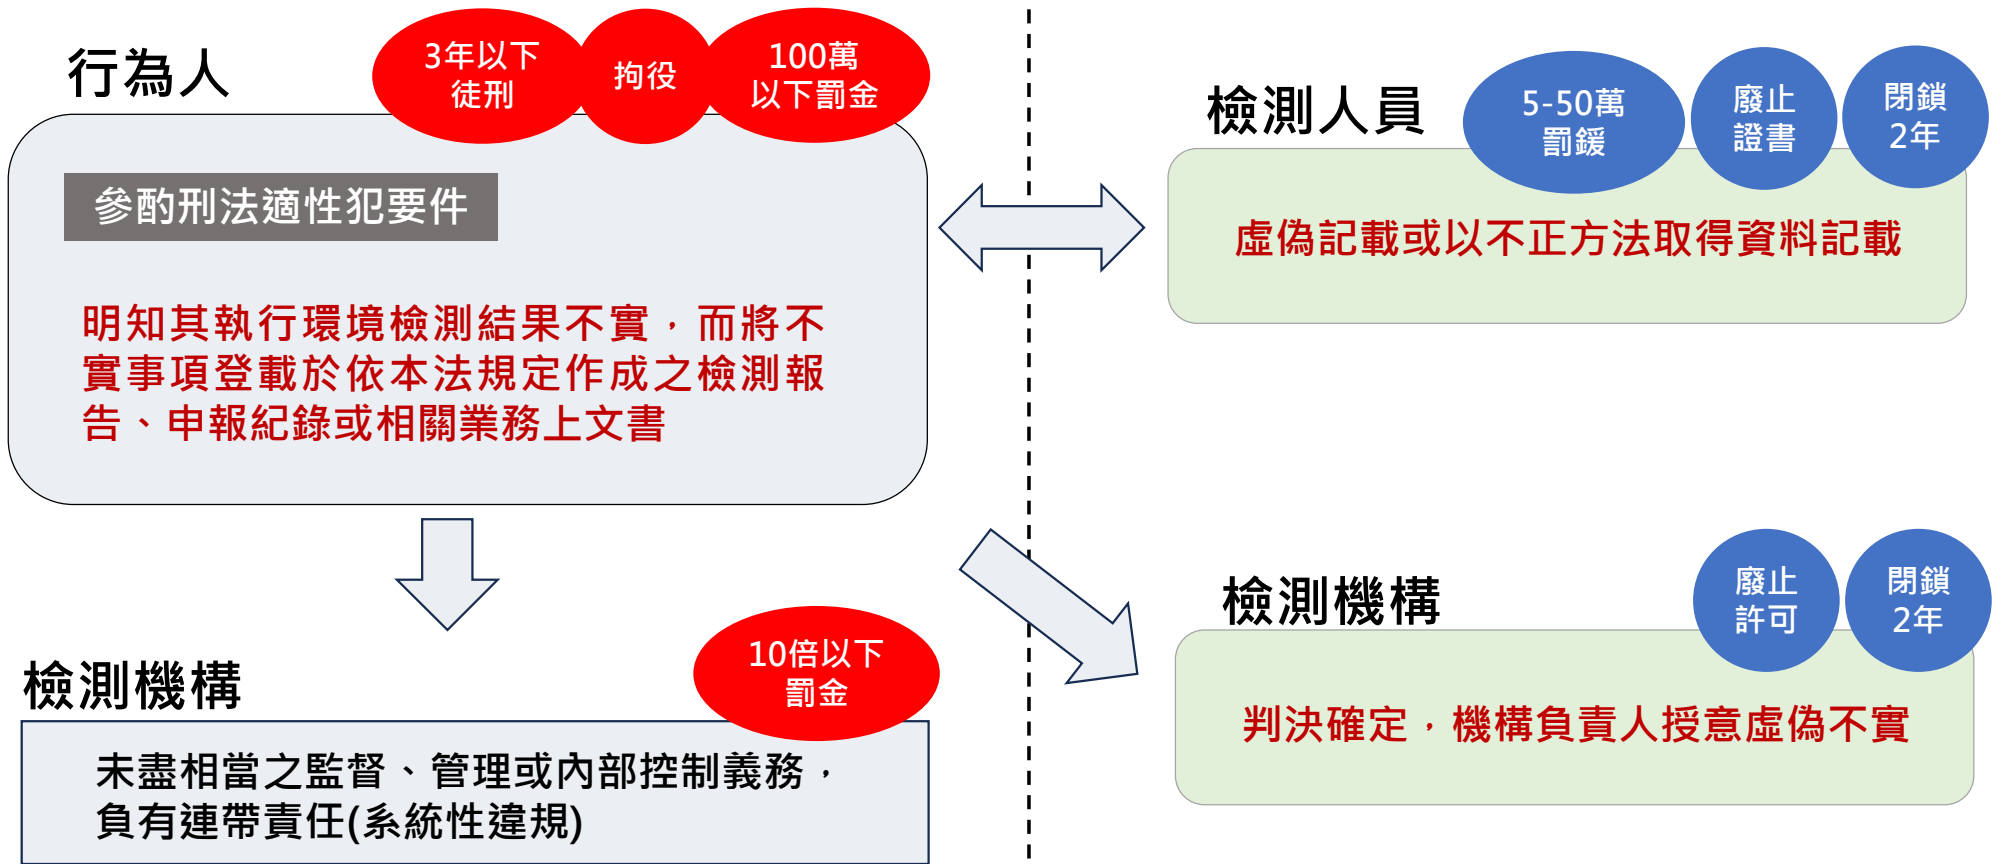 行為人
3年以下
徒刑
拘役
100萬
以下罰金
參酌刑法適性犯要件
明知其執行環境檢測結果不實，而將不
實事項登載於依本法規定作成之檢測報
告、申報紀錄或相關業務上文書
檢測機構
10倍以下
罰金
未盡相當之監督、管理或內部控制義務，
負有連帶責任(系統性違規)
檢測人員
5-50萬
罰鍰
廢止
證書
閉鎖
2年
虛偽記載或以不正方法取得資料記載
檢測機構
廢止
許可
閉鎖
2年
判決確定，機構負責人授意虛偽不實